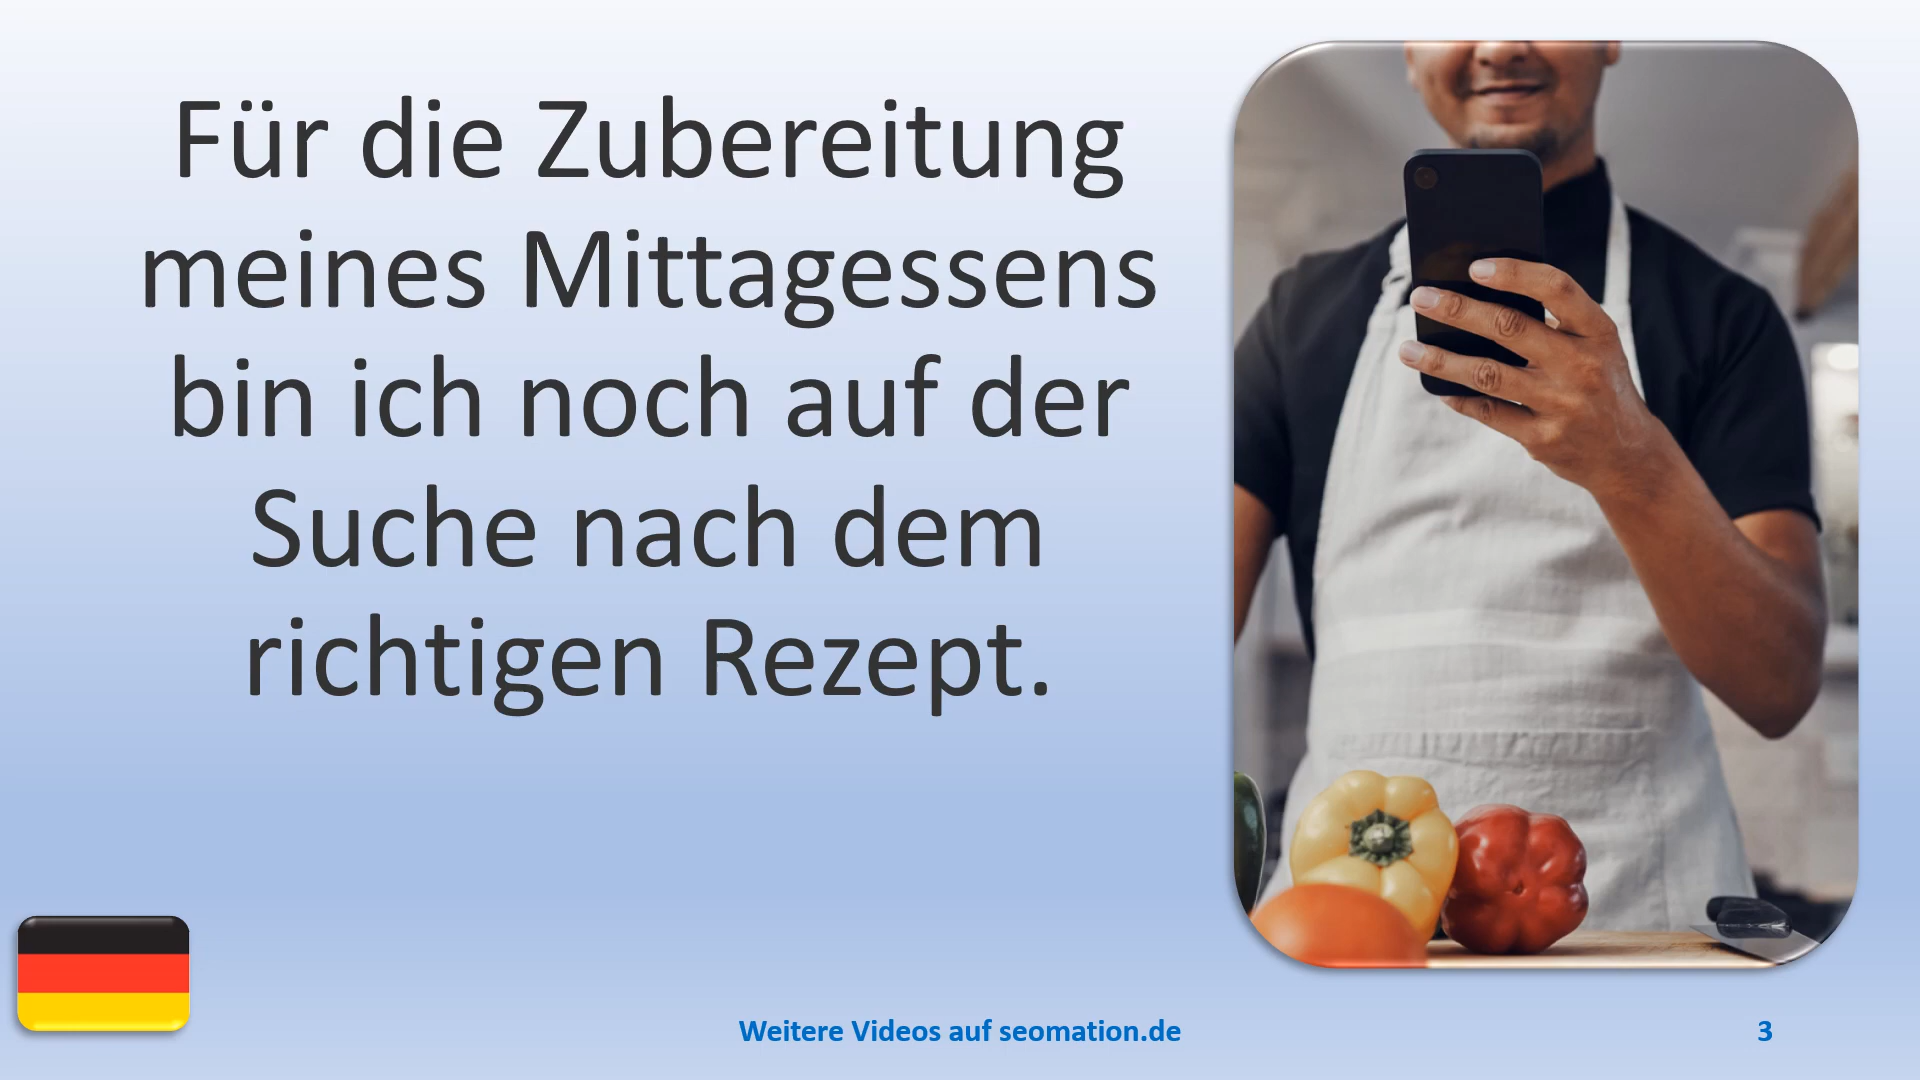 Für die Zubereitung
meines Mittagessens
bin ich noch auf der
Suche nach dem
richtigen Rezept.
Weitere Videos auf seomation.de
3